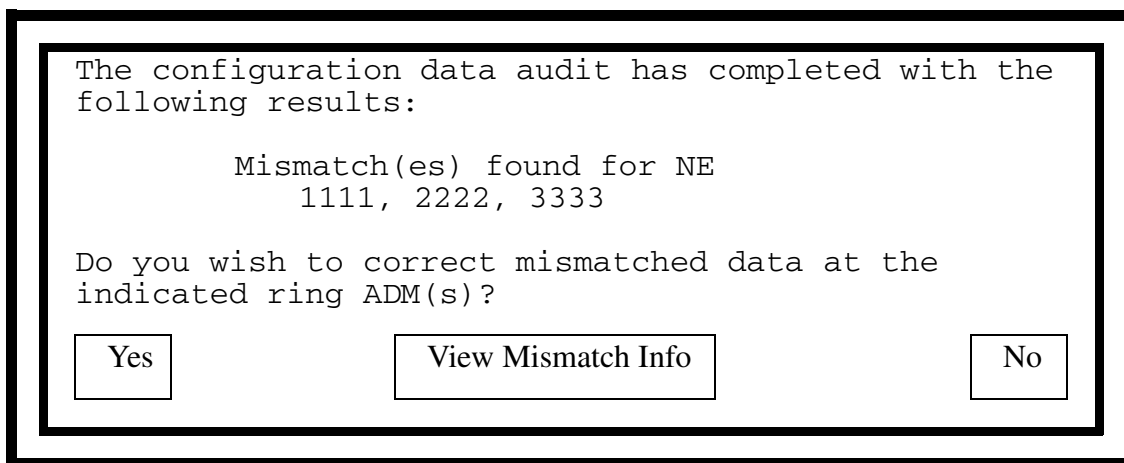 The configuration data audit has completed with the
following results:
Mismatch(es) found for NE
1111, 2222, 3333
Do you wish to correct mismatched data at the
indicated ring ADM(s)?
Yes
View Mismatch Info
No